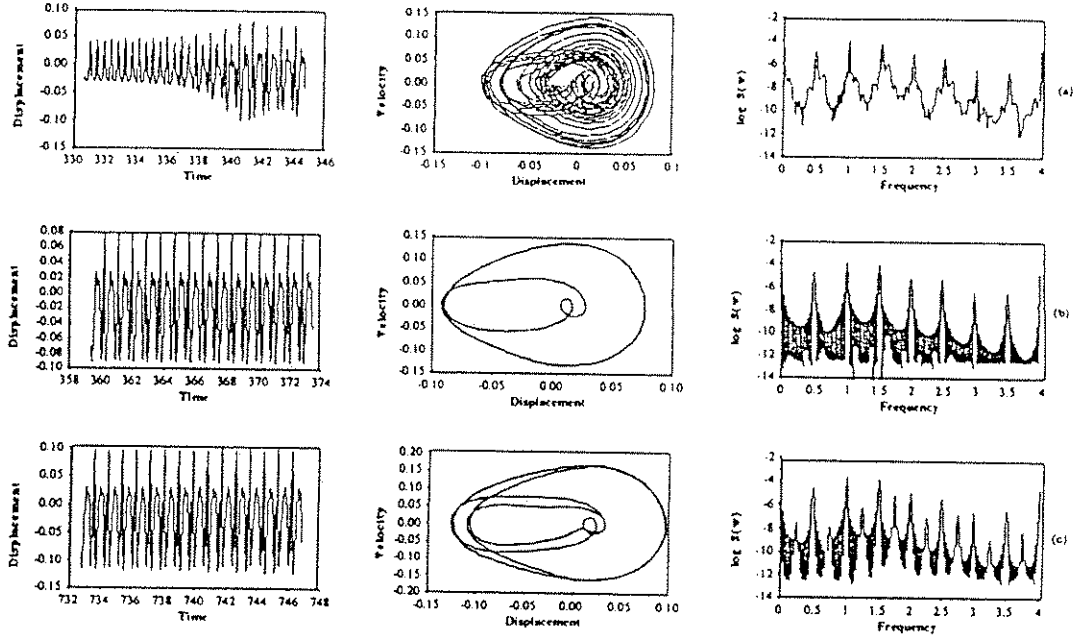 0.10
0.05
0.00
-0.05
-0.10
-0.15
330 332 334 336 338 340 342 344 346
Time
Displacement
0.15
0.10
0.05
0.00
-0.05
-0.10
-0.15
-0.15 -0.1 -0.05 0 0.05 0.1
Displacement
Velocity
-2
-4
-6
-8
-10
-12
-14
0 0.5 1 1.5 2 2.5 3 3.5 4
Frequency
log S(w)
(a)
0.08
0.06
0.04
0.02
0.00
-0.02
-0.04
-0.06
-0.08
-0.10
358 360 362 364 366 368 370 372 374
Time
Displacement
0.15
0.10
0.05
0.00
-0.05
-0.10
-0.15
-0.10 -0.05 0.00 0.05 0.10
Displacement
Velocity
-2
-4
-6
-8
-10
-12
-14
0 0.5 1 1.5 2 2.5 3 3.5 4
Frequency
log S(w)
(b)
0.10
0.05
0.00
-0.05
-0.10
-0.15
732 734 736 738 740 742 744 746 748
Time
Displacement
0.20
0.15
0.10
0.05
0.00
-0.05
-0.10
-0.15
-0.20
-0.15 -0.10 -0.05 0.00 0.05 0.10
Displacement
Velocity
-2
-4
-6
-8
-10
-12
-14
0 0.5 1 1.5 2 2.5 3 3.5 4
Frequency
log S(w)
(c)